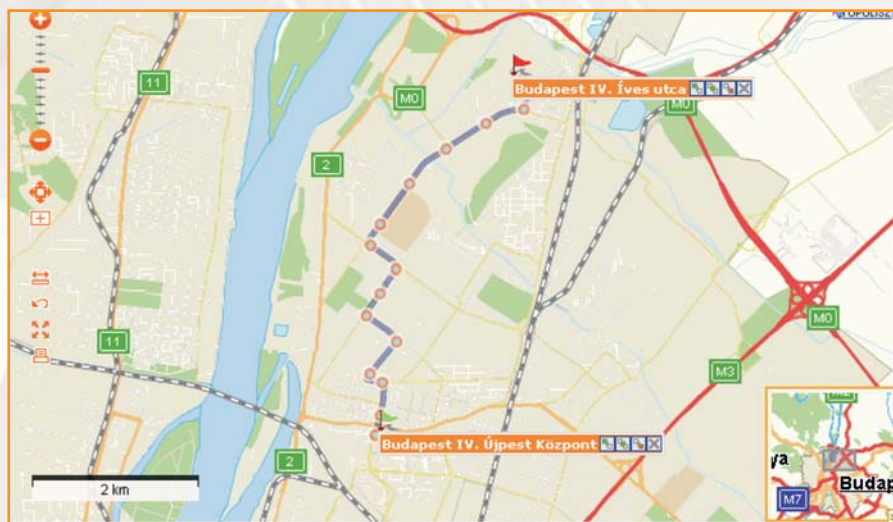 11
M0
Budapest IV. Íves utca
M0
2
11
M0
M3
Budapest IV. Újpest Központ
2
2 km
ya
Budap
M7